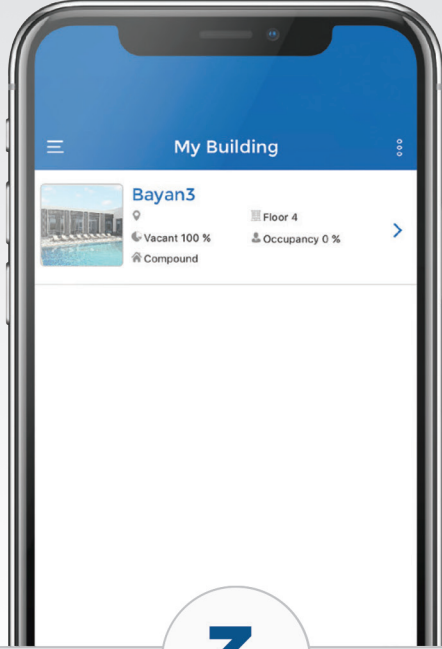 My Building
Bayan3
Floor 4
Vacant 100 %
Occupancy 0 %
Compound